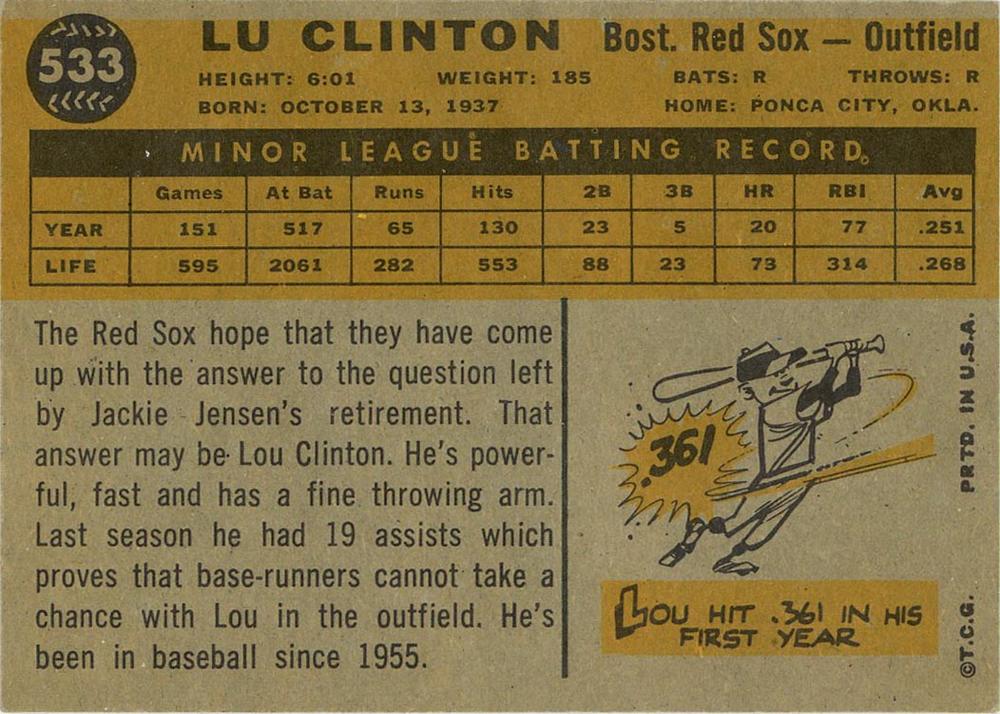 533
LU CLINTON Bost. Red Sox — Outfield
HEIGHT: 6:01 WEIGHT: 185 BATS: R THROWS: R
BORN: OCTOBER 13, 1937 HOME: PONCA CITY, OKLA.
MINOR LEAGUE BATTING RECORD
Games At Bat Runs Hits 2B 3B HR RBI Avg
YEAR 151 517 65 130 23 5 20 77 .251
LIFE 595 2061 282 553 88 23 73 314 .268
The Red Sox hope that they have come
up with the answer to the question left
by Jackie Jensen's retirement. That
answer may be Lou Clinton. He's power-
ful, fast and has a fine throwing arm.
Last season he had 19 assists which
proves that base-runners cannot take a
chance with Lou in the outfield. He's
been in baseball since 1955.
.361
LOU HIT .361 IN HIS
FIRST YEAR
©T.C.G. PRTD. IN U.S.A.